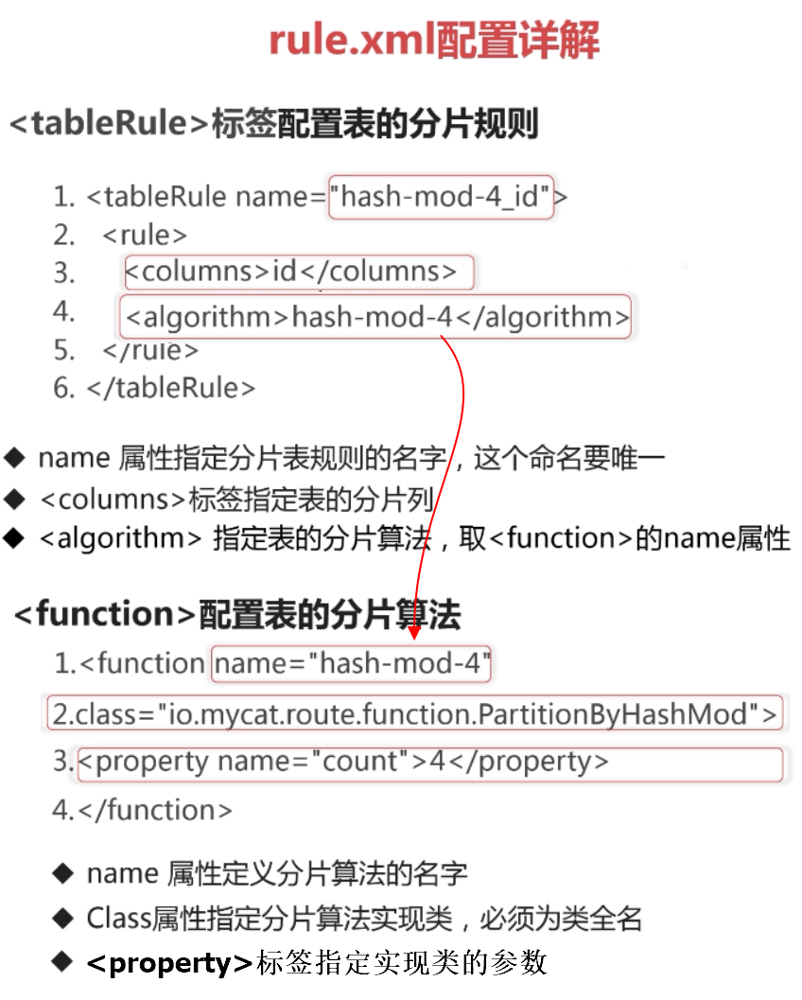 rule.xml配置详解
<tableRule>标签配置表的分片规则
1. <tableRule name="hash-mod-4_id">
2. <rule>
3. <columns>id</columns>
4. <algorithm>hash-mod-4</algorithm>
5. </rule>
6. </tableRule>
◆ name 属性指定分片表规则的名字，这个命名要唯一
◆ <columns>标签指定表的分片列
◆ <algorithm> 指定表的分片算法，取<function>的name属性
<function>配置表的分片算法
1.<function name="hash-mod-4"
2.class="io.mycat.route.function.PartitionByHashMod">
3.<property name="count">4</property>
4.</function>
◆ name 属性定义分片算法的名字
◆ Class属性指定分片算法实现类，必须为类全名
◆ <property>标签指定实现类的参数